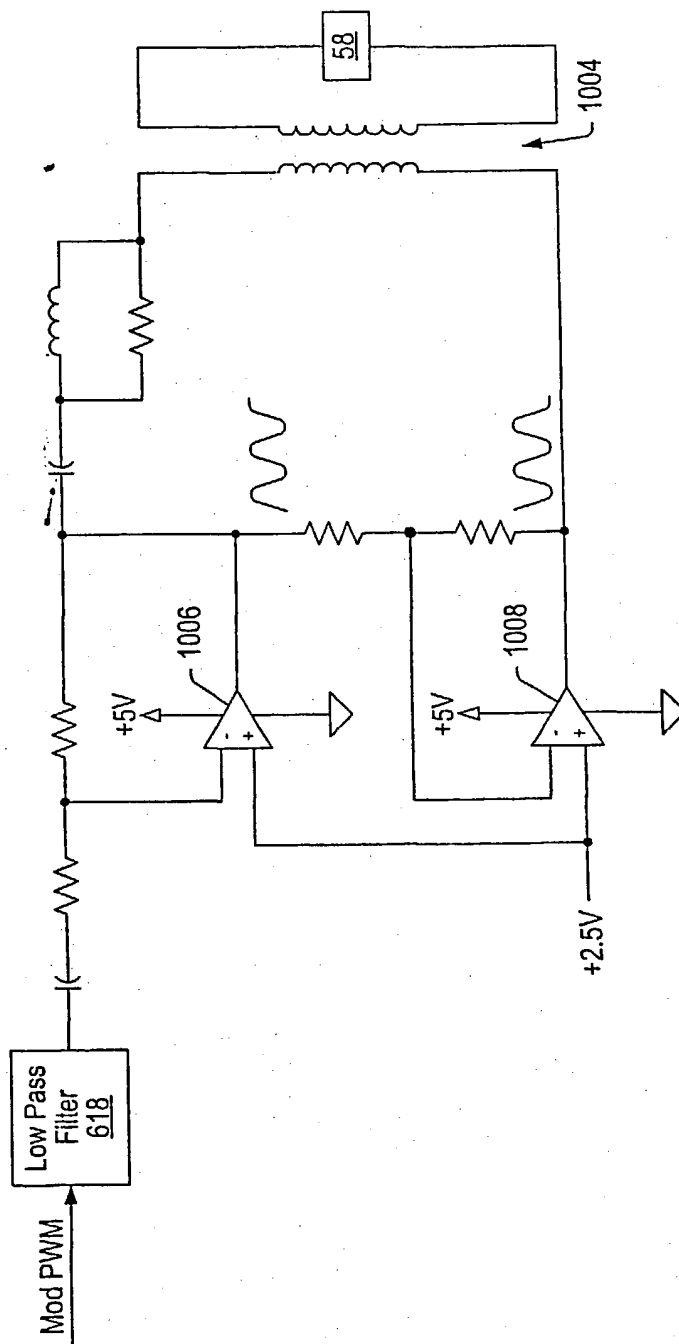 Mod PWM
Low Pass
Filter
618
+5V
1006
-
+
+5V
1008
-
+
+2.5V
58
1004